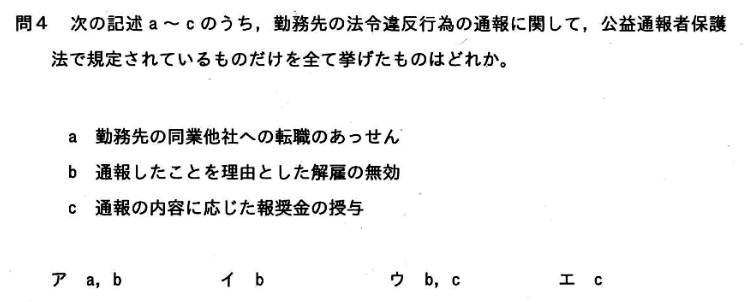 問4 次の記述a~cのうち，勤務先の法令違反行為の通報に関して，公益通報者保護
法で規定されているものだけを全て挙げたものはどれか。
a 勤務先の同業他社への転職のあっせん
b 通報したことを理由とした解雇の無効
c 通報の内容に応じた報奨金の授与
ア a，b イ b ウ b，c エ c